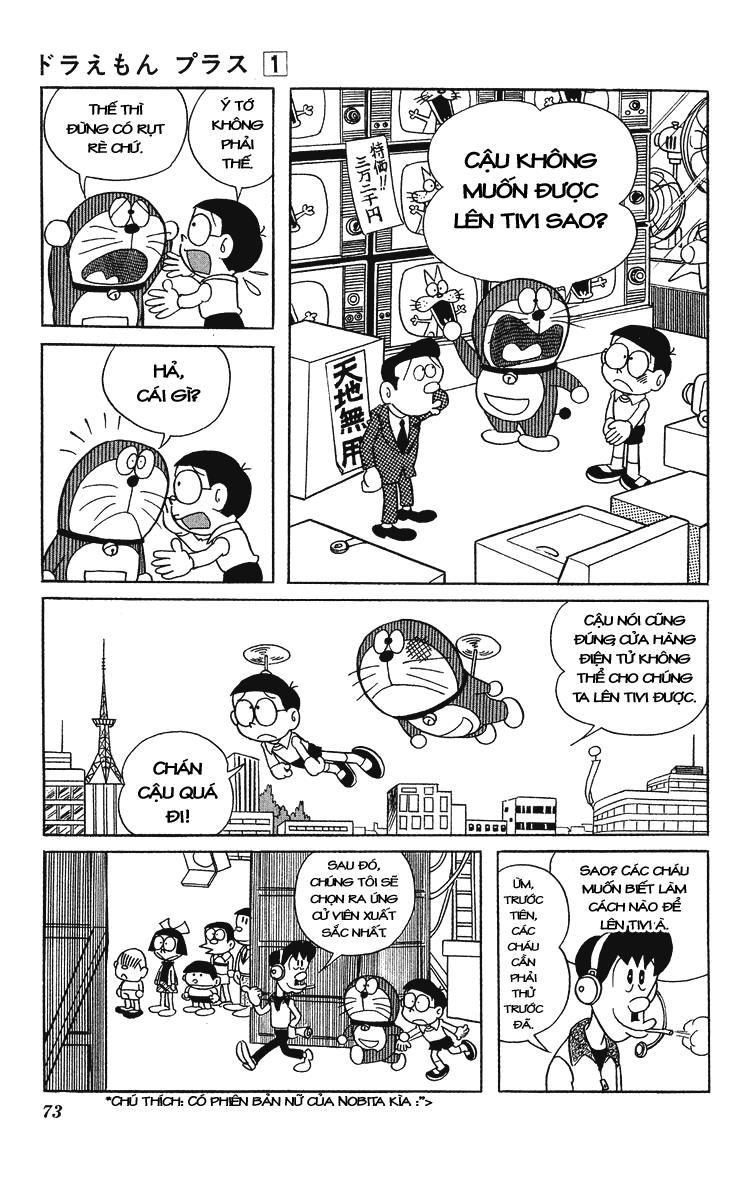 ドラえもん プラス 1
Ý TỚ
KHÔNG
PHẢI
THẾ.
THẾ THÌ
ĐỪNG CÓ RỤT
RÈ CHỨ.
CẬU KHÔNG
MUỐN ĐƯỢC
LÊN TIVI SAO?
特価!!
三万二千円
天地無用
HẢ,
CÁI GÌ?
CẬU NÓI CŨNG
ĐÚNG, CỬA HÀNG
ĐIỆN TỬ KHÔNG
THỂ CHO CHÚNG
TA LÊN TIVI ĐƯỢC.
CHÁN
CẬU QUÁ
ĐI!
SAU ĐÓ,
CHÚNG TÔI SẼ
CHỌN RA ỨNG
CỬ VIÊN XUẤT
SẮC NHẤT.
SAO? CÁC CHÁU
MUỐN BIẾT LÀM
CÁCH NÀO ĐỂ
LÊN TIVI À.
ỪM,
TRƯỚC
TIÊN,
CÁC
CHÁU
CẦN
PHẢI
THỬ
TRƯỚC
ĐÃ.
*CHÚ THÍCH: CÓ PHIÊN BẢN NỮ CỦA NOBITA KÌA :">
73